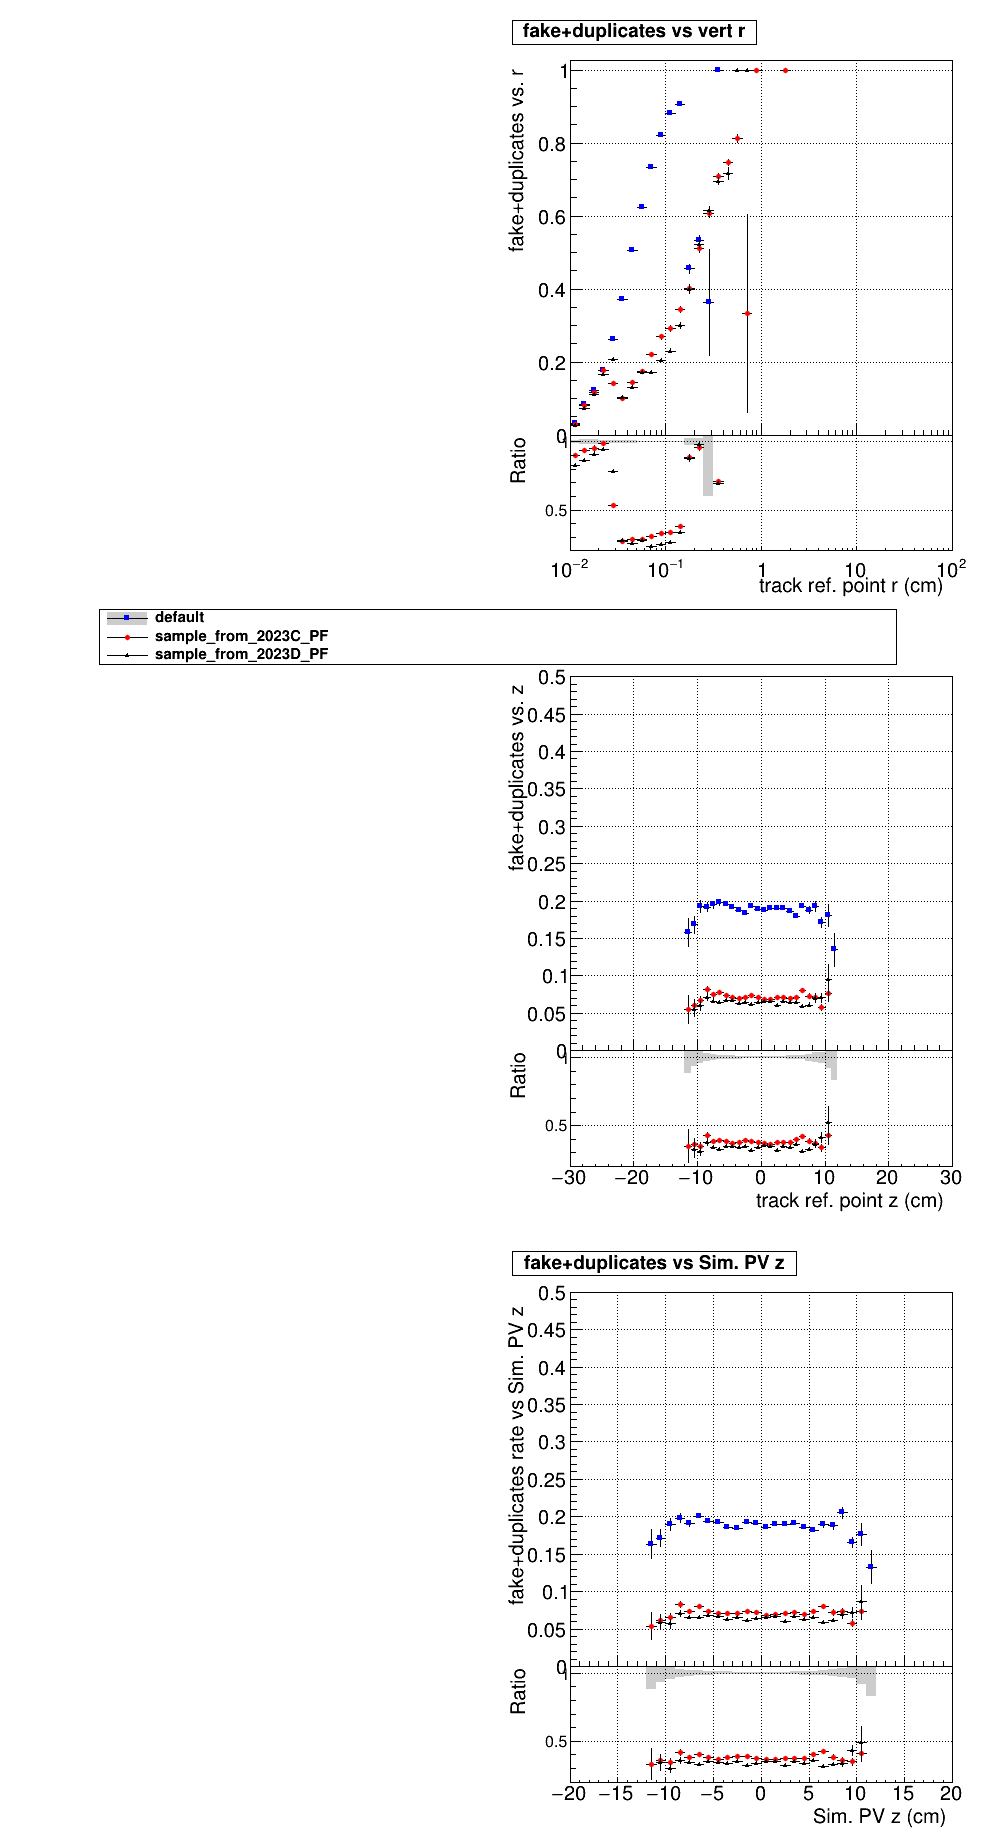 fake+duplicates vs vert r
fake+duplicates vs. r
1
0.8
0.6
0.4
0.2
0
Ratio
1
0.5
10⁻² 10⁻¹ 1 10 10²
track ref. point r (cm)
default
sample_from_2023C_PF
sample_from_2023D_PF
fake+duplicates vs. z
0.5
0.45
0.4
0.35
0.3
0.25
0.2
0.15
0.1
0.05
0
Ratio
1
0.5
−30 −20 −10 0 10 20 30
track ref. point z (cm)
fake+duplicates vs Sim. PV z
fake+duplicates rate vs Sim. PV z
0.5
0.45
0.4
0.35
0.3
0.25
0.2
0.15
0.1
0.05
0
Ratio
1
0.5
−20 −15 −10 −5 0 5 10 15 20
Sim. PV z (cm)